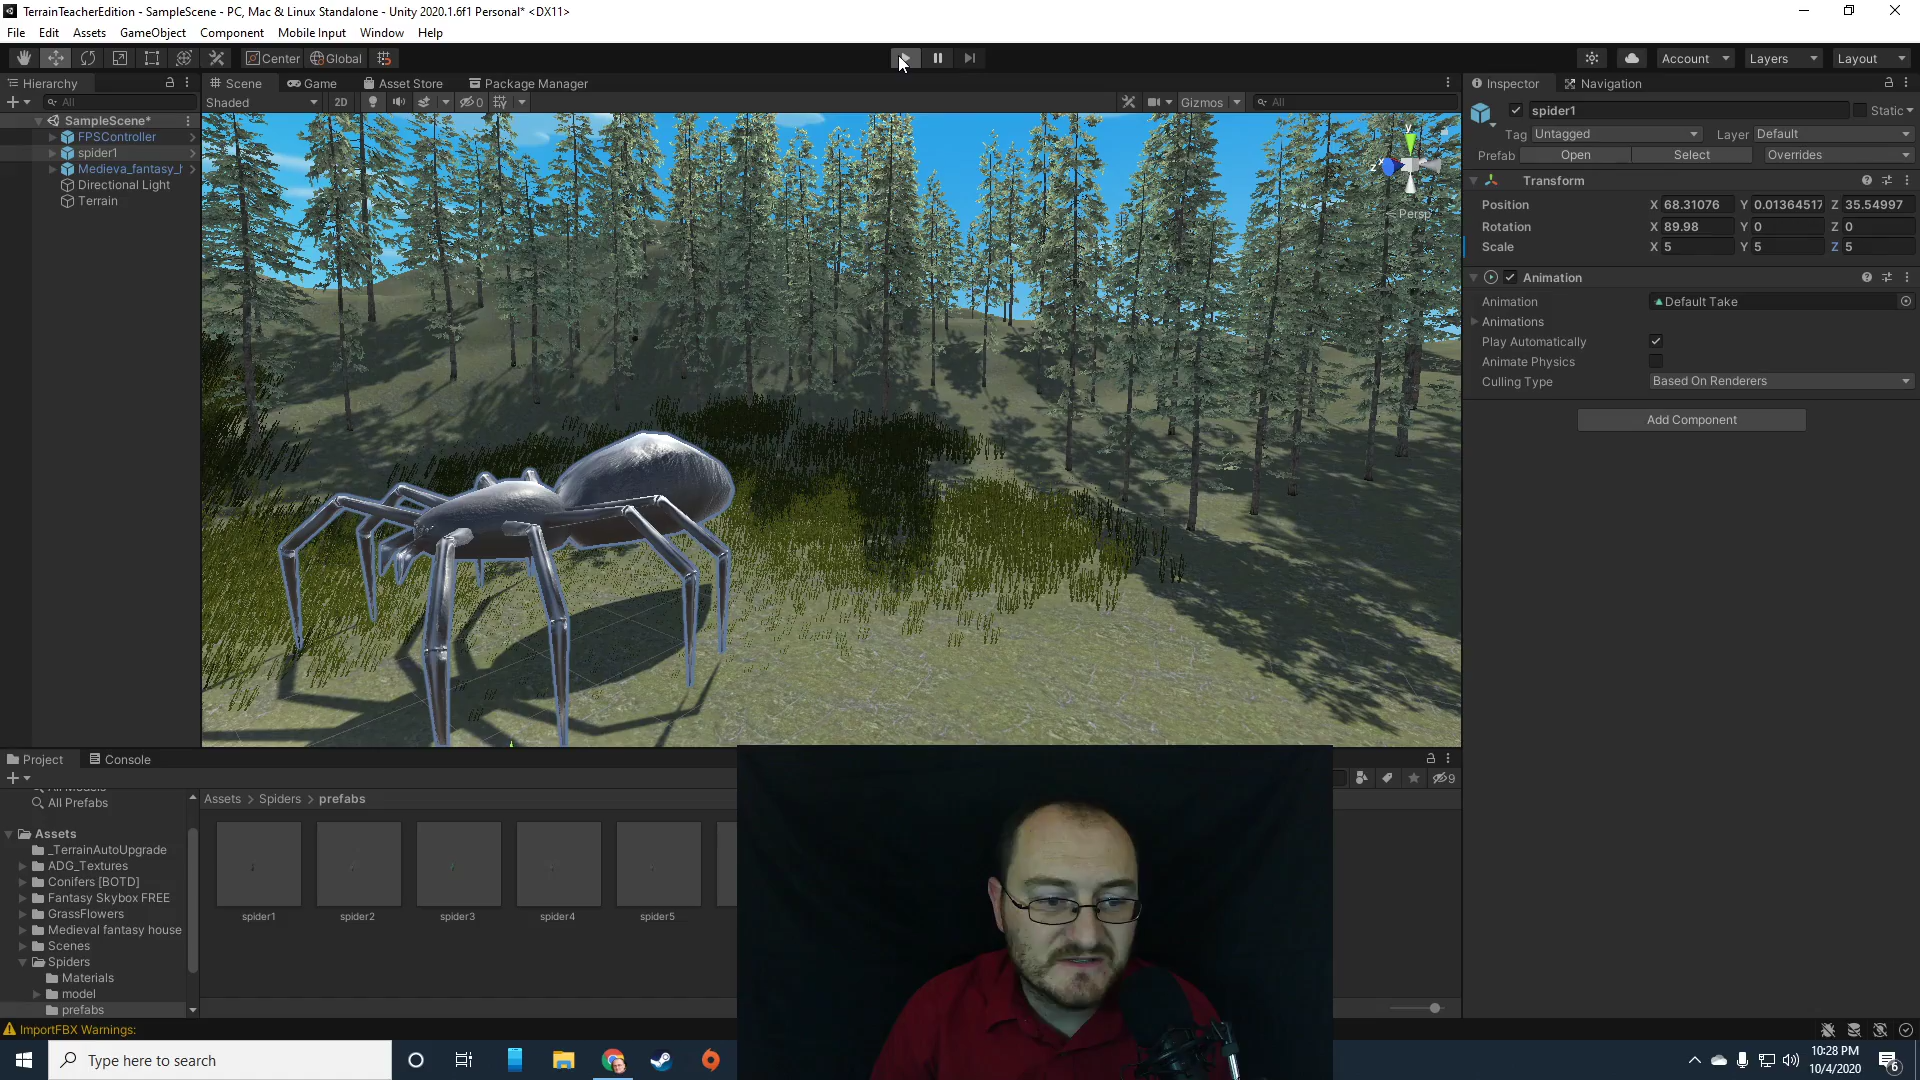 TerrainTeacherEdition - SampleScene - PC, Mac & Linux Standalone - Unity 2020.1.6f1 Personal* <DX11>
File Edit Assets GameObject Component Mobile Input Window Help
Center Global Account Layers Layout
Hierarchy
All
SampleScene*
FPSController
spider1
Medieva_fantasy_h
Directional Light
Terrain
Scene Game Asset Store Package Manager
Shaded 2D 0 Gizmos All
y
x
z
Persp
Inspector Navigation
spider1 Static
Tag Untagged Layer Default
Prefab Open Select Overrides
Transform
Position X 68.31076 Y 0.01364517 Z 35.54997
Rotation X 89.98 Y 0 Z 0
Scale X 5 Y 5 Z 5
Animation
Animation Default Take
Animations
Play Automatically
Animate Physics
Culling Type Based On Renderers
Add Component
Project Console
9
All Models
All Prefabs
Assets
_TerrainAutoUpgrade
ADG_Textures
Conifers [BOTD]
Fantasy Skybox FREE
GrassFlowers
Medieval fantasy house
Scenes
Spiders
Materials
model
prefabs
Assets > Spiders > prefabs
spider1 spider2 spider3 spider4 spider5
ImportFBX Warnings:
Type here to search
10:28 PM
10/4/2020
6